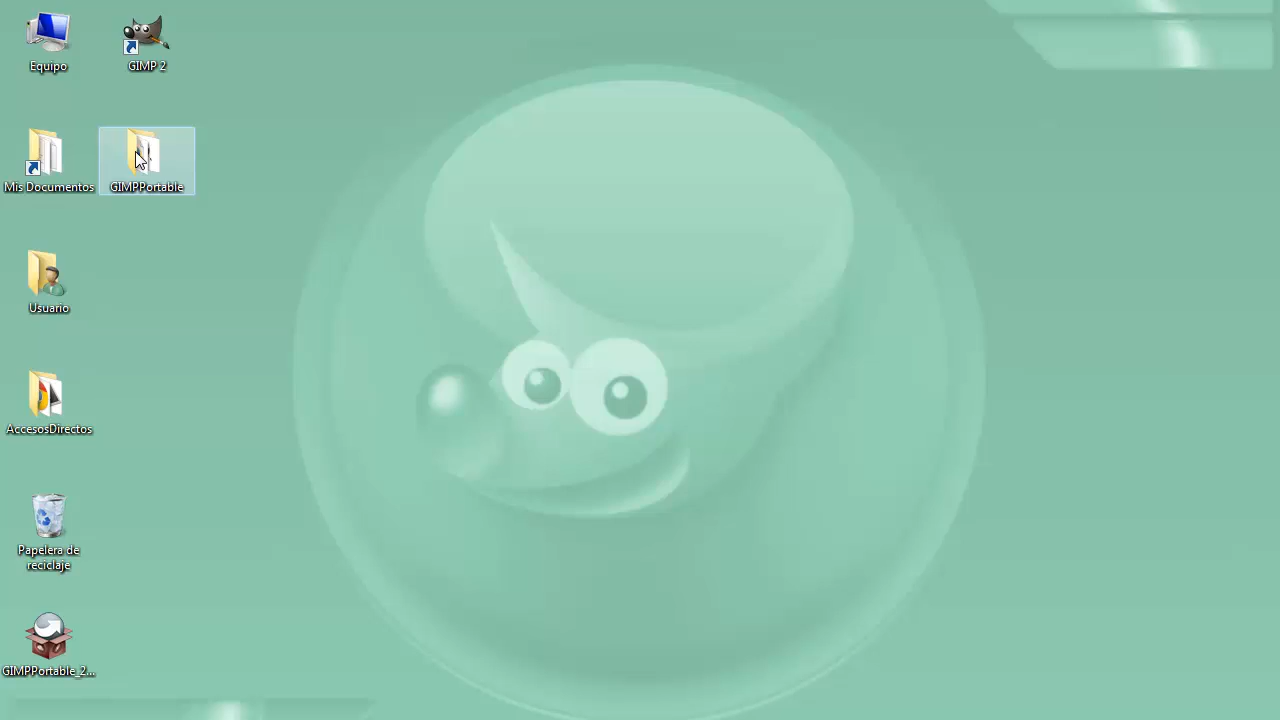 Equipo
GIMP 2
Mis Documentos
GIMPPortable
Usuario
AccesosDirectos
Papelera de
reciclaje
GIMPPortable_2...